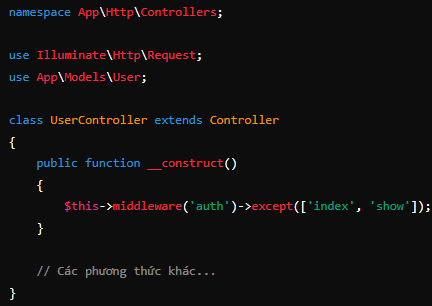 namespace App\Http\Controllers;
use Illuminate\Http\Request;
use App\Models\User;
class UserController extends Controller
{
public function __construct()
{
$this->middleware('auth')->except(['index', 'show']);
}
// Các phương thức khác...
}